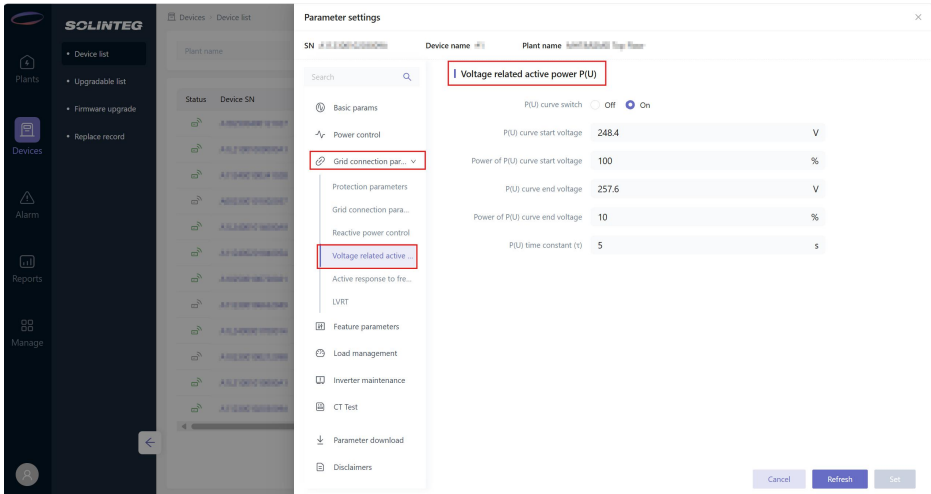 SOLINTEG
Plants
Devices
Alarm
Reports
Manage
Device list
Upgradable list
Firmware upgrade
Replace record
Devices
Device list
Plant name
Status
Device SN
Parameter settings
SN
Device name
Plant name
Search
Basic params
Power control
Grid connection par...
Protection parameters
Grid connection para...
Reactive power control
Voltage related active ...
Active response to fre...
LVRT
Feature parameters
Load management
Inverter maintenance
CT Test
Parameter download
Disclaimers
Voltage related active power P(U)
P(U) curve switch Off On
P(U) curve start voltage 248.4 V
Power of P(U) curve start voltage 100 %
P(U) curve end voltage 257.6 V
Power of P(U) curve end voltage 10 %
P(U) time constant (τ) 5 s
Cancel
Refresh
Set